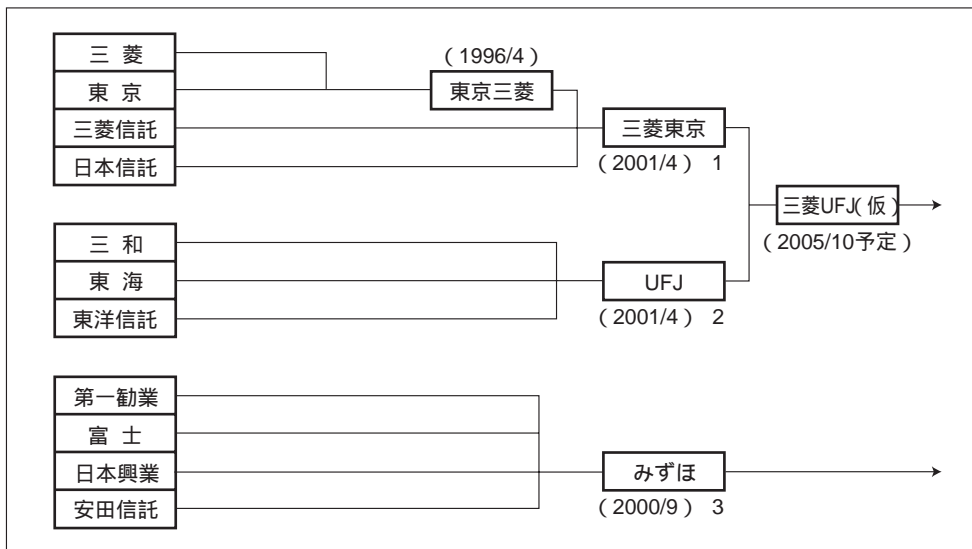 三 菱
東 京
三菱信託
日本信託
（1996/4）
東京三菱
三菱東京
（2001/4） 1
三 和
東 海
東洋信託
UFJ
（2001/4） 2
三菱UFJ（仮）
（2005/10予定）
第一勧業
富 士
日本興業
安田信託
みずほ
（2000/9） 3